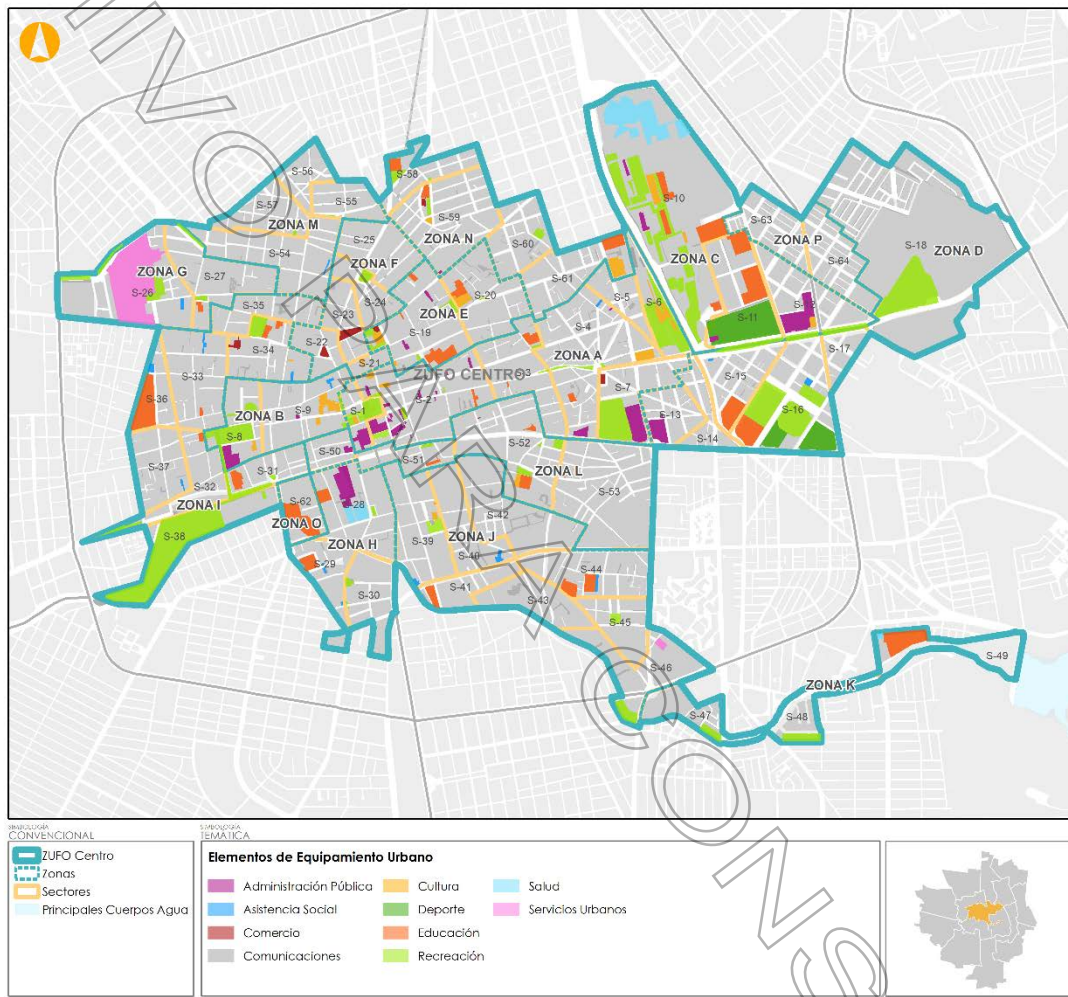 S-56
S-58
S-57
S-55
S-59
ZONA M
S-10
S-63
S-25
ZONA N
S-54
S-60
ZONA P
S-18
ZONA D
ZONA G
S-27
ZONA F
S-61
ZONA C
S-64
S-26
S-35
S-24
S-20
S-5
S-6
S-23
ZONA E
S-11
S-19
S-4
S-34
S-22
ZONA A
S-17
S-33
S-21
ZUFO CENTRO
S-15
S-36
S-7
ZONA B
S-9
S-1
S-13
S-16
S-8
S-14
S-50
S-52
S-37
S-31
S-51
ZONA L
S-32
S-53
ZONA I
S-62
S-28
ZONA O
S-42
S-38
ZONA H
S-39
ZONA J
S-40
S-29
S-44
S-30
S-41
S-43
S-45
S-46
S-49
ZONA K
S-47
S-48
SIMBOLOGÍA
CONVENCIONAL
ZUFO Centro
Zonas
Sectores
Principales Cuerpos Agua
SIMBOLOGÍA
TEMÁTICA
Elementos de Equipamiento Urbano
Administración Pública
Asistencia Social
Comercio
Comunicaciones
Cultura
Deporte
Educación
Recreación
Salud
Servicios Urbanos
IVO PARA CONS